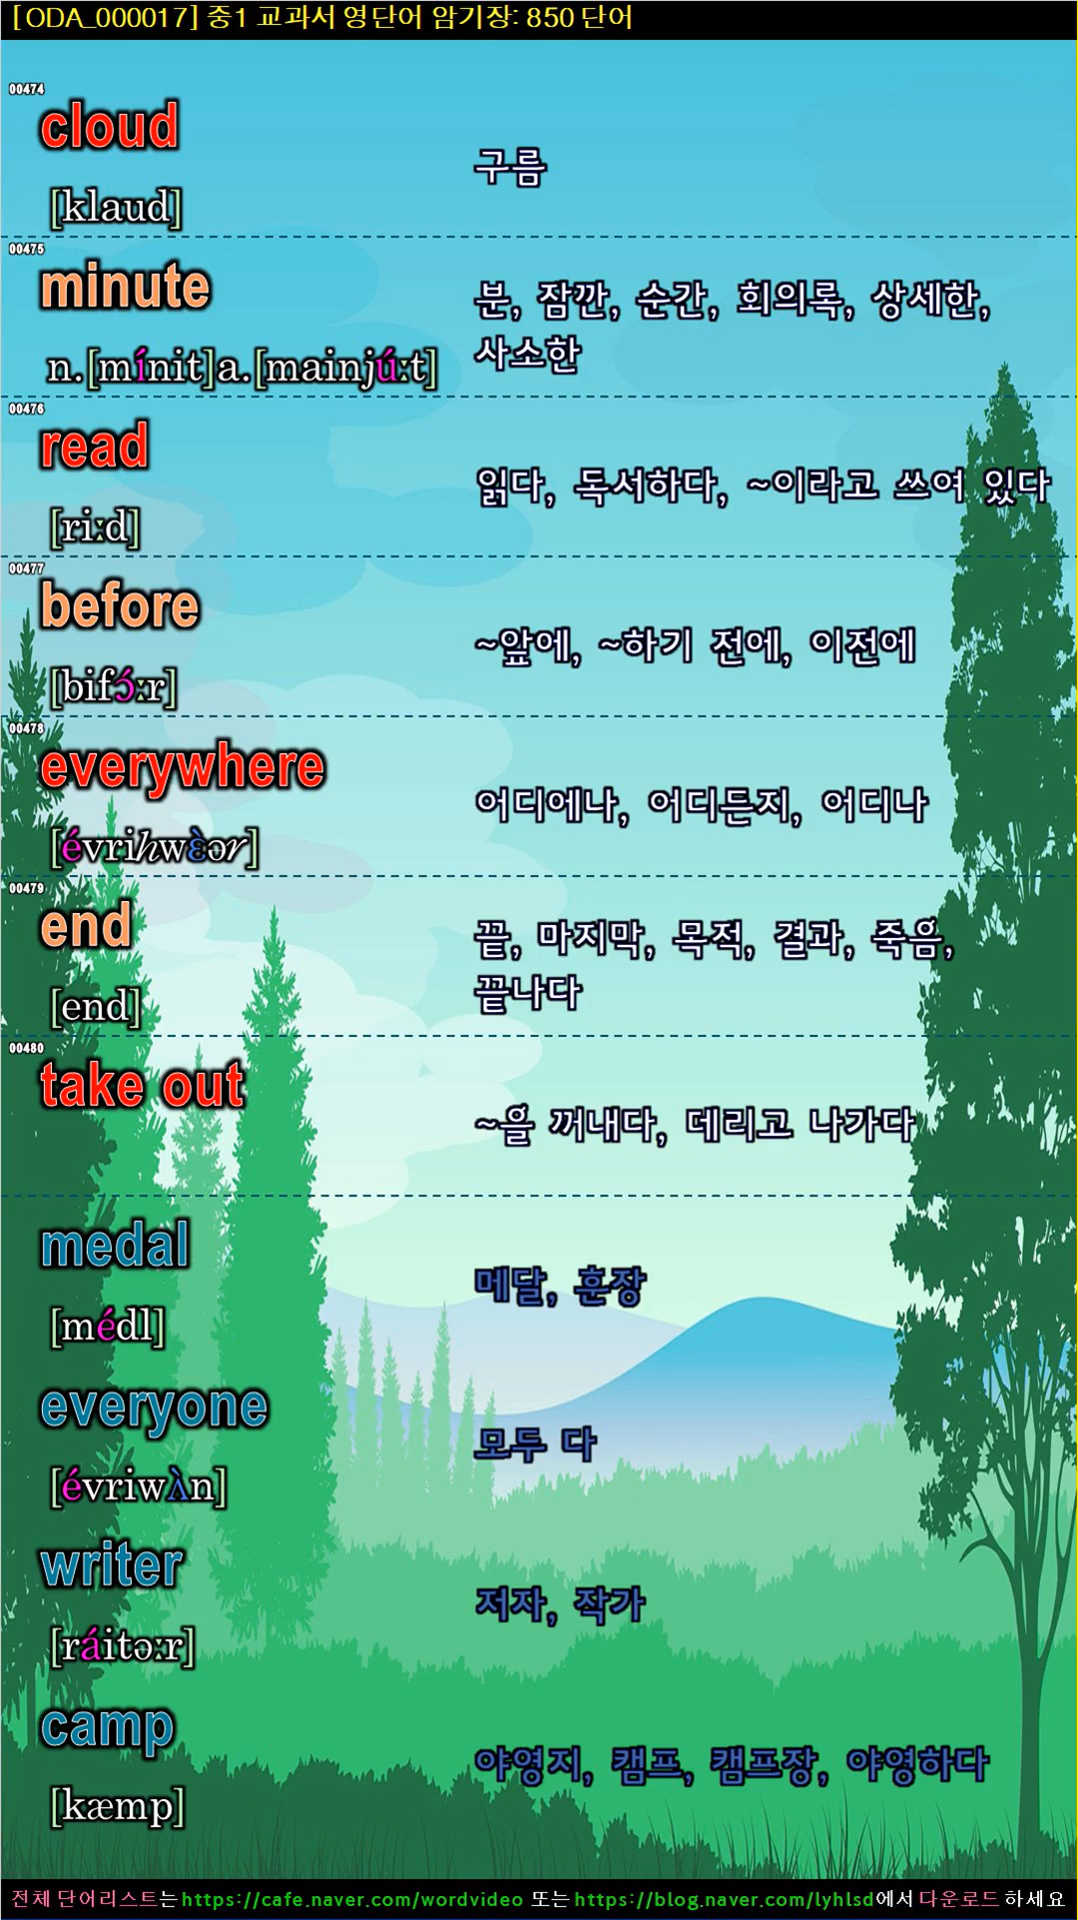 [ODA_000017] 중1 교과서 영단어 암기장: 850 단어
00474
cloud
구름
[klaud]
00475
minute
분, 잠깐, 순간, 회의록, 상세한,
사소한
n.[mínit]a.[mainjúːt]
00476
read
읽다, 독서하다, ~이라고 쓰여 있다
[riːd]
00477
before
~앞에, ~하기 전에, 이전에
[bifɔ́ːr]
00478
everywhere
어디에나, 어디든지, 어디나
[évrihwɛ̀ər]
00479
end
끝, 마지막, 목적, 결과, 죽음,
끝나다
[end]
00480
take out
~을 꺼내다, 데리고 나가다
medal
메달, 훈장
[médl]
everyone
모두 다
[évriwʌ̀n]
writer
저자, 작가
[ráitəːr]
camp
야영지, 캠프, 캠프장, 야영하다
[kæmp]
전체 단어리스트는 https://cafe.naver.com/wordvideo 또는 https://blog.naver.com/lyhlsd에서 다운로드 하세요